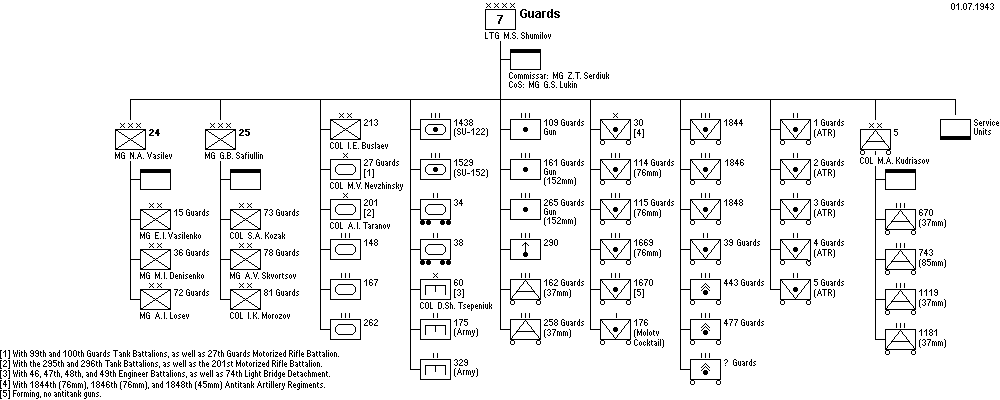 01.07.1943
XXXX
7 Guards
LTG M.S. Shumilov
Commissar: MG Z.T. Serdiuk
CoS: MG G.S. Lukin
XXX
24
MG N.A. Vasilev
XX
15 Guards
MG E.I. Vasilenko
XX
36 Guards
MG M.I. Denisenko
XX
72 Guards
MG A.I. Losev
XXX
25
MG G.B. Safiullin
XX
73 Guards
COL S.A. Kozak
XX
78 Guards
MG A.V. Skvortsov
XX
81 Guards
COL I.K. Morozov
XX
213
COL I.E. Buslaev
X
27 Guards
[1]
COL M.V. Nevzhinsky
X
201
[2]
COL A.I. Taranov
III
148
III
167
III
262
III
1438
(SU-122)
III
1529
(SU-152)
III
34
III
38
X
60
[3]
COL D.Sh. Tsepeniuk
II
175
(Army)
II
329
(Army)
III
109 Guards
Gun
III
161 Guards
Gun
(152mm)
III
265 Guards
Gun
(152mm)
III
290
III
162 Guards
(37mm)
III
258 Guards
(37mm)
X
30
[4]
III
114 Guards
(76mm)
III
115 Guards
(76mm)
III
1669
(76mm)
III
1670
[5]
II
176
(Molotv
Cocktail)
III
1844
III
1846
III
1848
II
39 Guards
III
443 Guards
III
477 Guards
II
? Guards
II
1 Guards
(ATR)
II
2 Guards
(ATR)
II
3 Guards
(ATR)
II
4 Guards
(ATR)
II
5 Guards
(ATR)
XX
5
COL M.A. Kudriasov
III
670
(37mm)
III
743
(85mm)
III
1119
(37mm)
III
1181
(37mm)
Service
Units
[1] With 99th and 100th Guards Tank Battalions, as well as 27th Guards Motorized Rifle Battalion.
[2] With the 295th and 296th Tank Battalions, as well as the 201st Motorized Rifle Battalion.
[3] With 46, 47th, 48th, and 49th Engineer Battalions, as well as 74th Light Bridge Detachment.
[4] With 1844th (76mm), 1846th (76mm), and 1848th (45mm) Antitank Artillery Regiments.
[5] Forming, no antitank guns.